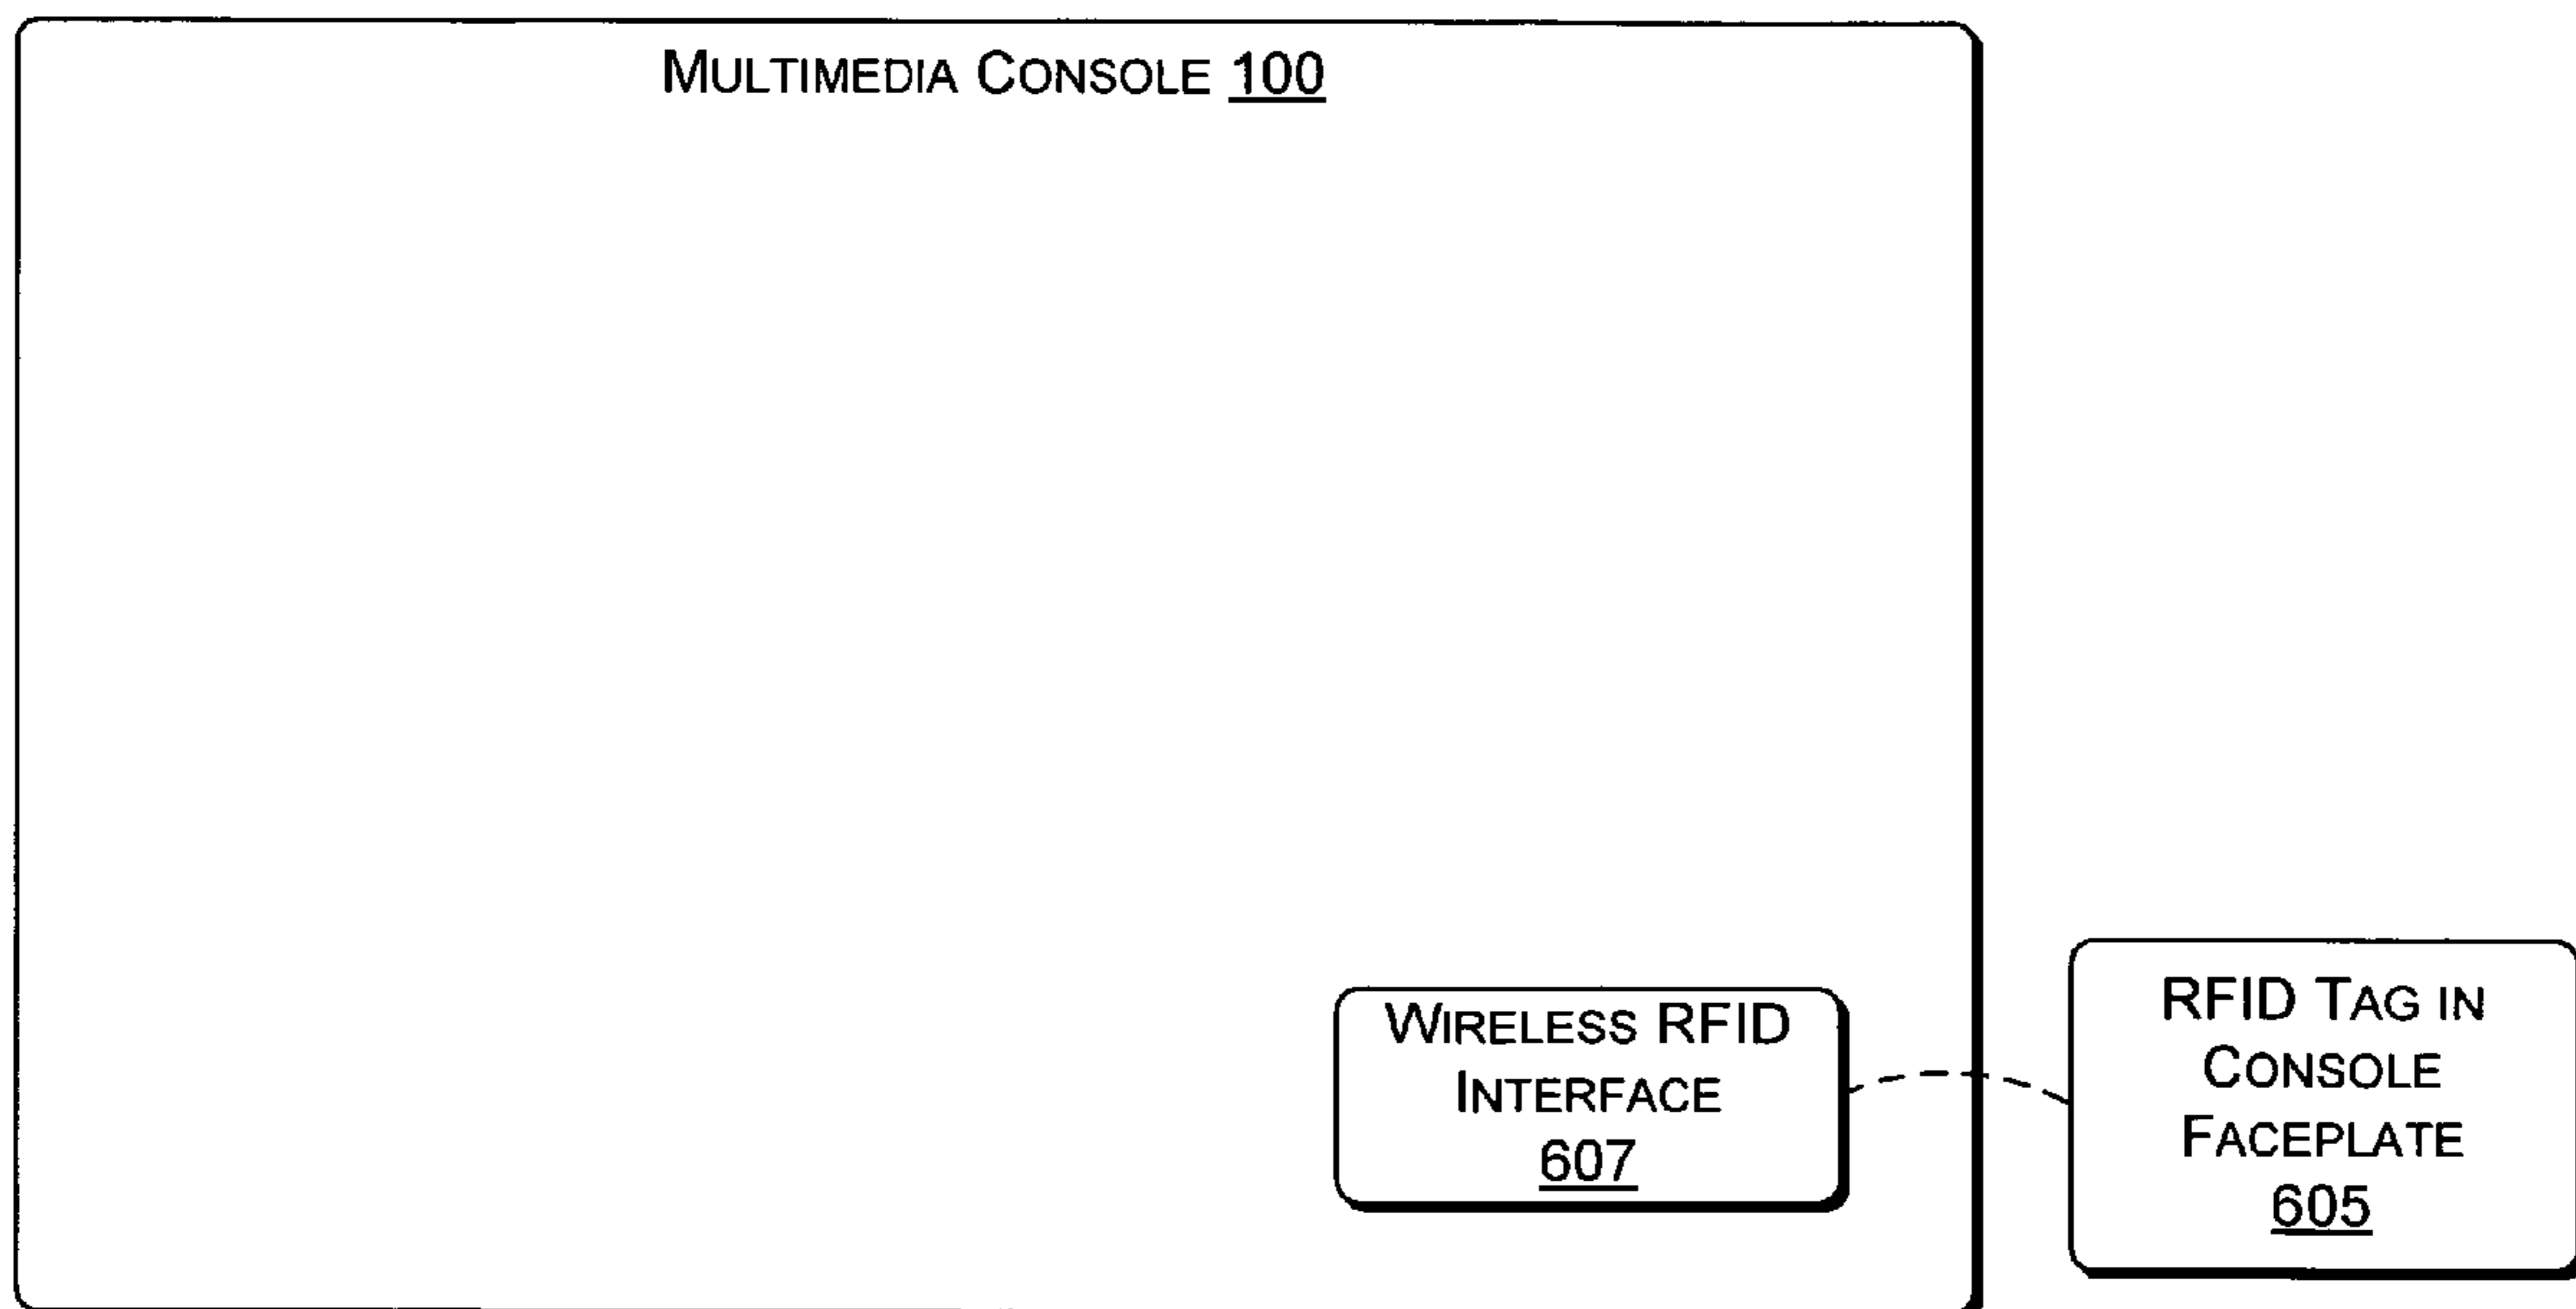 MULTIMEDIA CONSOLE 100
WIRELESS RFID
INTERFACE
607
RFID TAG IN
CONSOLE
FACEPLATE
605